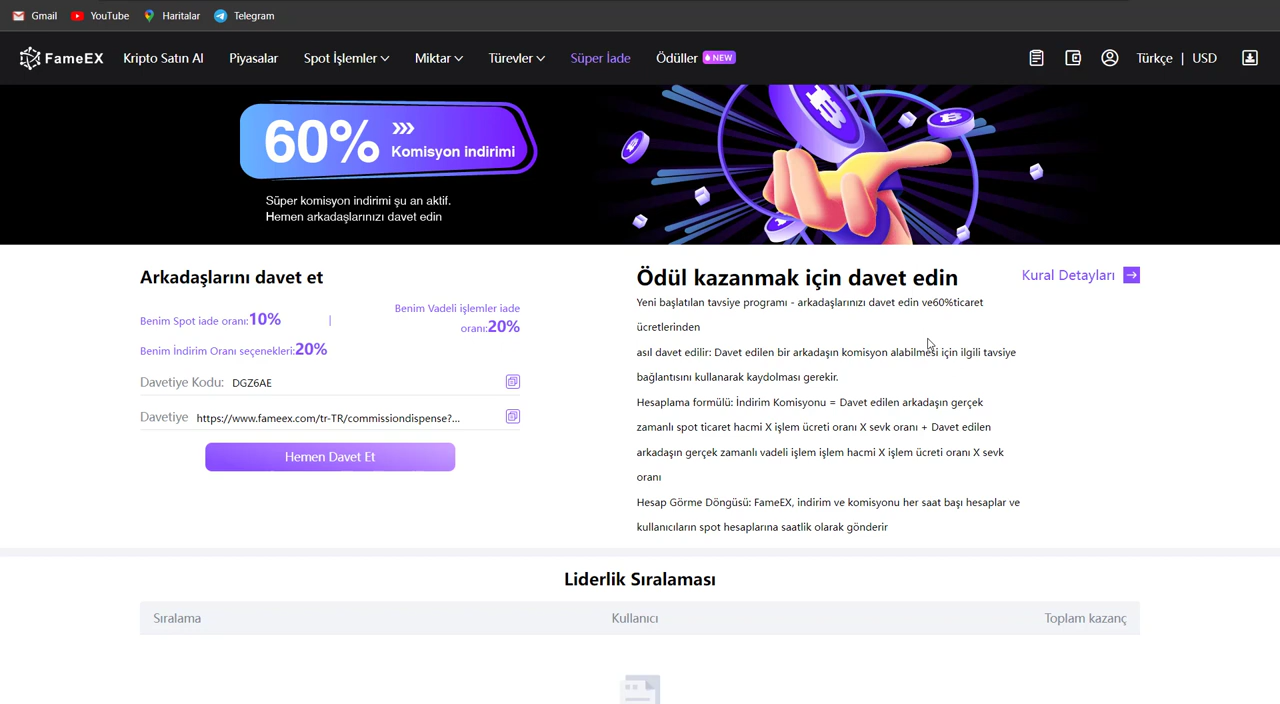 Gmail YouTube Haritalar Telegram
FameEX Kripto Satın Al Piyasalar Spot İşlemler Miktar Türevler Süper İade Ödüller NEW Türkçe | USD
60% Komisyon indirimi
Süper komisyon indirimi şu an aktif.
Hemen arkadaşlarınızı davet edin
Arkadaşlarını davet et
Benim Spot iade oranı:10% |
Benim Vadeli işlemler iade
oranı:20%
Benim İndirim Oranı seçenekleri:20%
Davetiye Kodu: DGZ6AE
Davetiye https://www.fameex.com/tr-TR/commissiondispense?...
Hemen Davet Et
Ödül kazanmak için davet edin
Kural Detayları
Yeni başlatılan tavsiye programı - arkadaşlarınızı davet edin ve60%ticaret
ücretlerinden
asıl davet edilir: Davet edilen bir arkadaşın komisyon alabilmesi için ilgili tavsiye
bağlantısını kullanarak kaydolması gerekir.
Hesaplama formülü: İndirim Komisyonu = Davet edilen arkadaşın gerçek
zamanlı spot ticaret hacmi X işlem ücreti oranı X sevk oranı + Davet edilen
arkadaşın gerçek zamanlı vadeli işlem işlem hacmi X işlem ücreti oranı X sevk
oranı
Hesap Görme Döngüsü: FameEX, indirim ve komisyonu her saat başı hesaplar ve
kullanıcıların spot hesaplarına saatlik olarak gönderir
Liderlik Sıralaması
Sıralama Kullanıcı Toplam kazanç